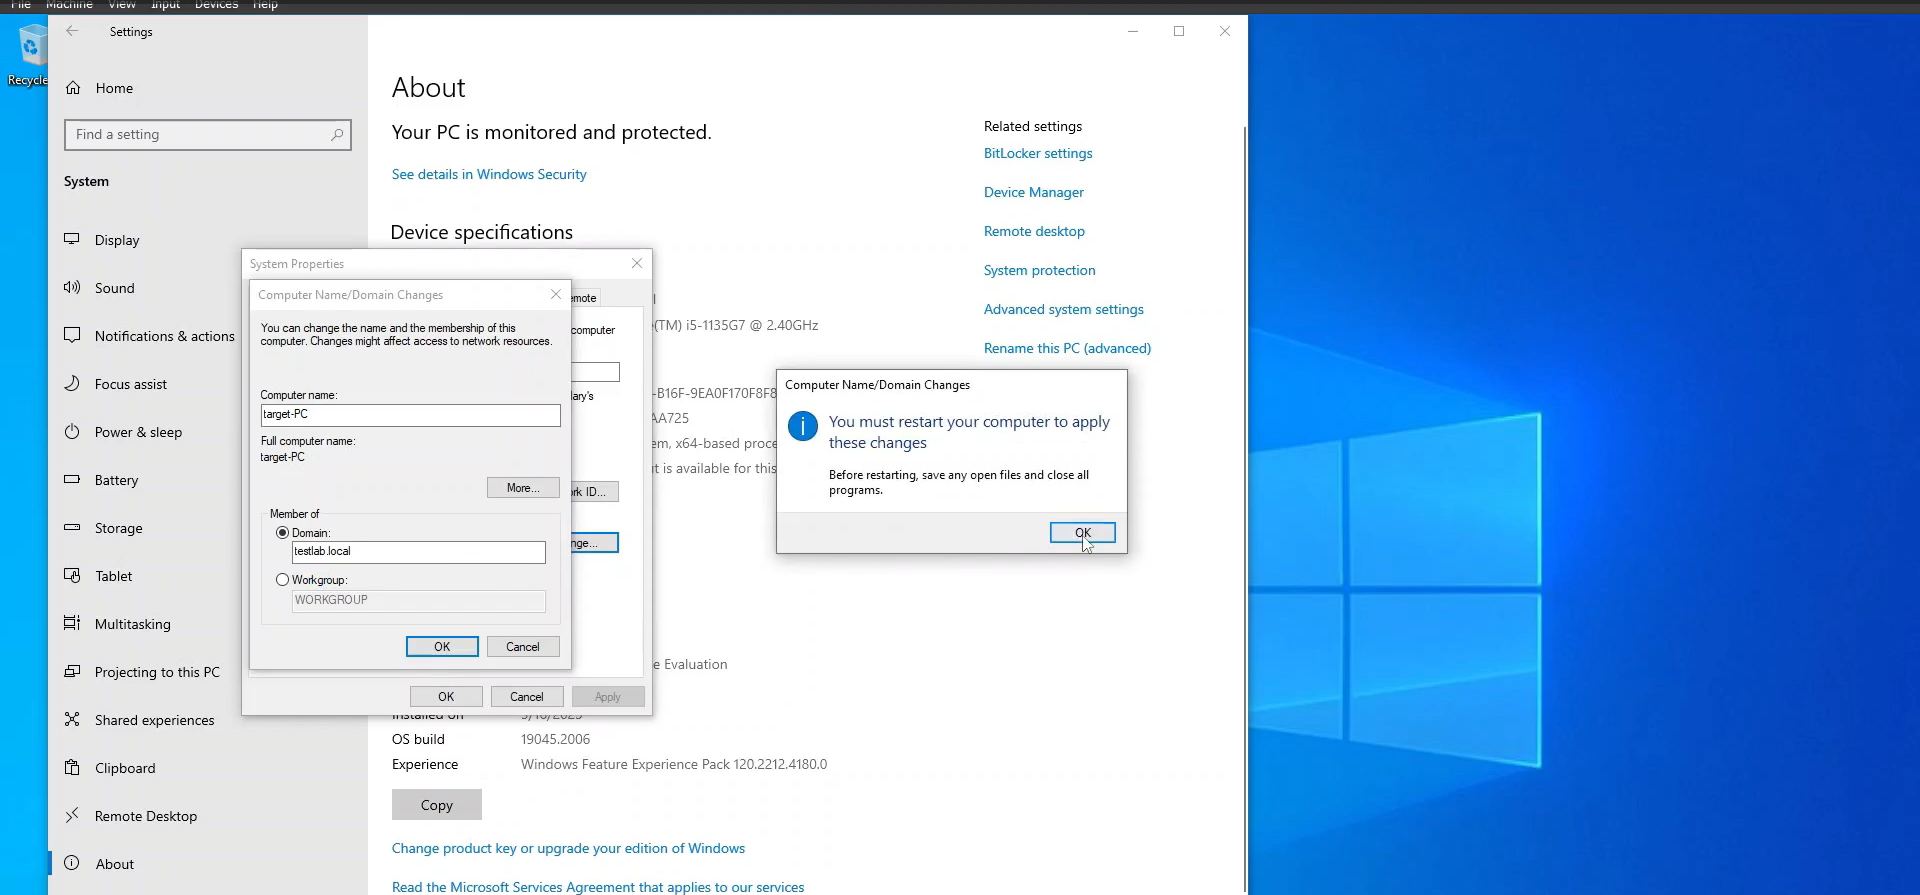 File Machine View Input Devices Help
Recycle
Settings
Home
Find a setting
System
Display
Sound
Notifications & actions
Focus assist
Power & sleep
Battery
Storage
Tablet
Multitasking
Projecting to this PC
Shared experiences
Clipboard
Remote Desktop
About
About
Your PC is monitored and protected.
See details in Windows Security
Device specifications
(TM) i5-1135G7 @ 2.40GHz
-B16F-9EA0F170F8F8
AA725
em, x64-based proce
t is available for this
e Evaluation
Installed on
OS build 19045.2006
Experience Windows Feature Experience Pack 120.2212.4180.0
Copy
Change product key or upgrade your edition of Windows
Read the Microsoft Services Agreement that applies to our services
Related settings
BitLocker settings
Device Manager
Remote desktop
System protection
Advanced system settings
Rename this PC (advanced)
System Properties
emote
computer
lary's
rk ID...
nge...
OK Cancel Apply
Computer Name/Domain Changes
You can change the name and the membership of this
computer. Changes might affect access to network resources.
Computer name:
target-PC
Full computer name:
target-PC
More...
Member of
Domain:
testlab.local
Workgroup:
WORKGROUP
OK Cancel
Computer Name/Domain Changes
You must restart your computer to apply
these changes
Before restarting, save any open files and close all
programs.
OK